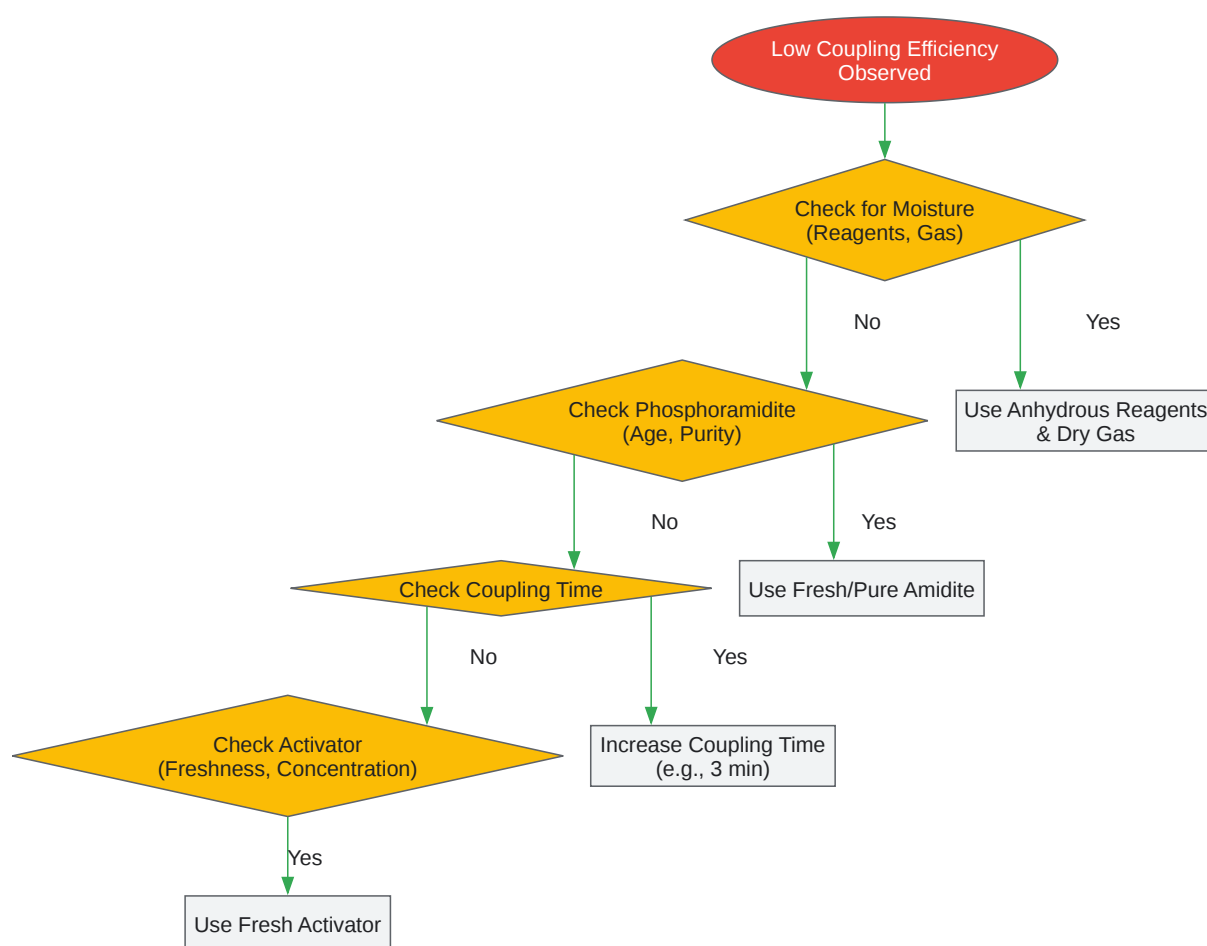 Low Coupling Efficiency
Observed
Check for Moisture
(Reagents, Gas)
No
Yes
Check Phosphoramidite
(Age, Purity)
Use Anhydrous Reagents
& Dry Gas
No
Yes
Check Coupling Time
Use Fresh/Pure Amidite
No
Yes
Check Activator
(Freshness, Concentration)
Increase Coupling Time
(e.g., 3 min)
Yes
Use Fresh Activator